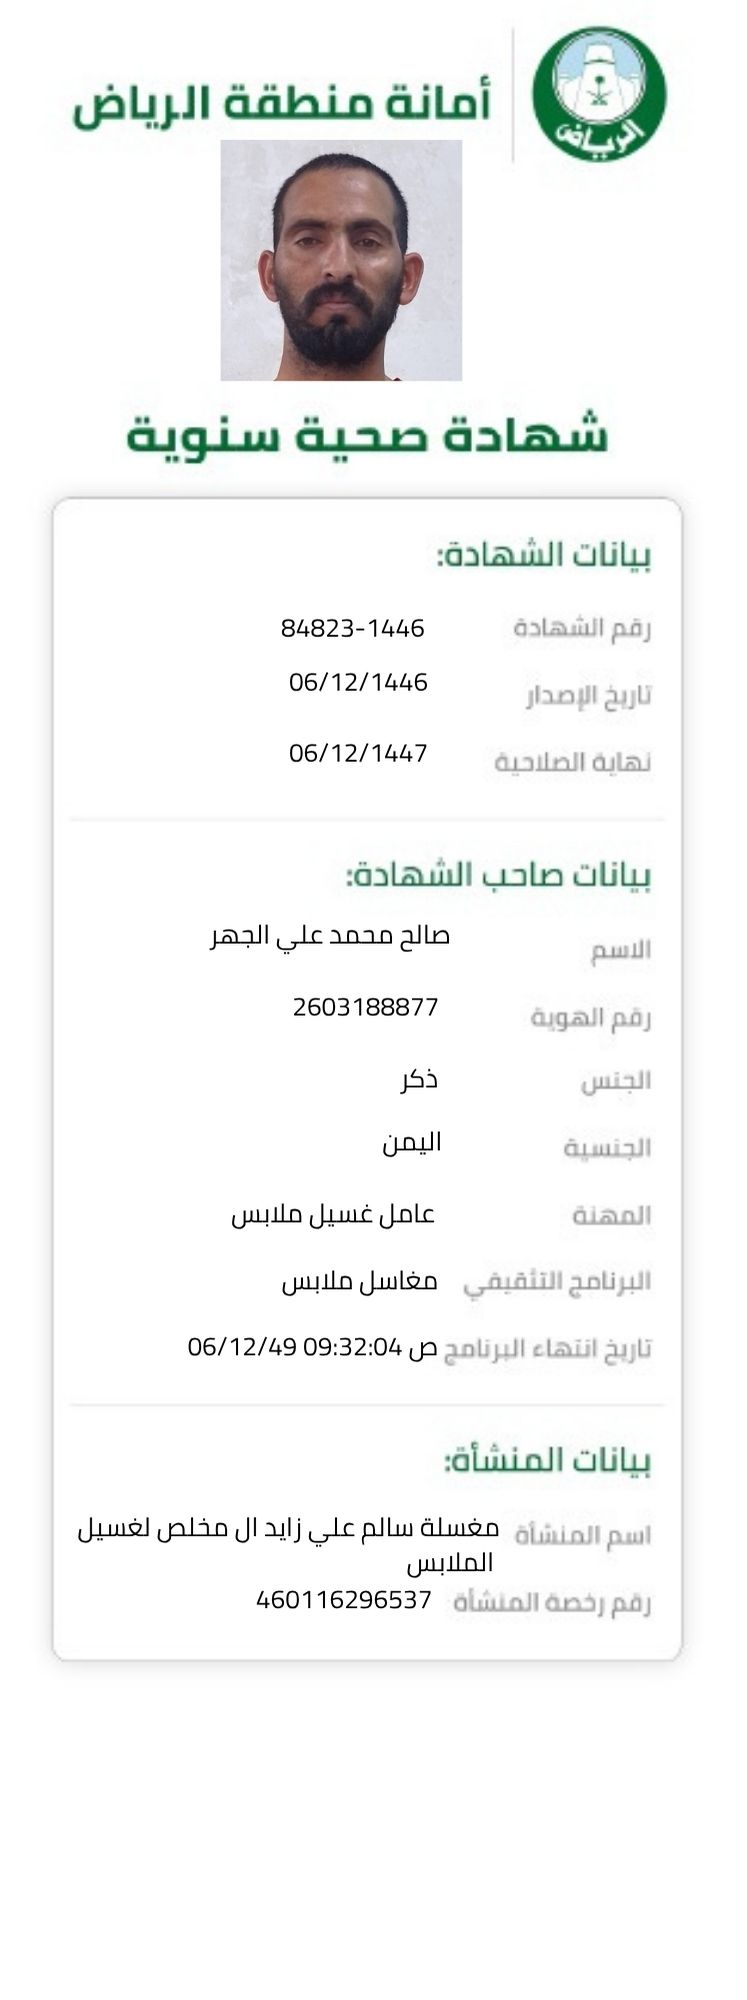 أمانة منطقة الرياض
الرياض
شهادة صحية سنوية
بيانات الشهادة:
رقم الشهادة 84823-1446
تاريخ الإصدار 06/12/1446
نهاية الصلاحية 06/12/1447
بيانات صاحب الشهادة:
الاسم صالح محمد علي الجهر
رقم الهوية 2603188877
الجنس ذكر
الجنسية اليمن
المهنة عامل غسيل ملابس
البرنامج التثقيفي مغاسل ملابس
تاريخ انتهاء البرنامج ص 09:32:04 06/12/49
بيانات المنشأة:
اسم المنشأة مغسلة سالم علي زايد ال مخلص لغسيل
الملابس
رقم رخصة المنشأة 460116296537